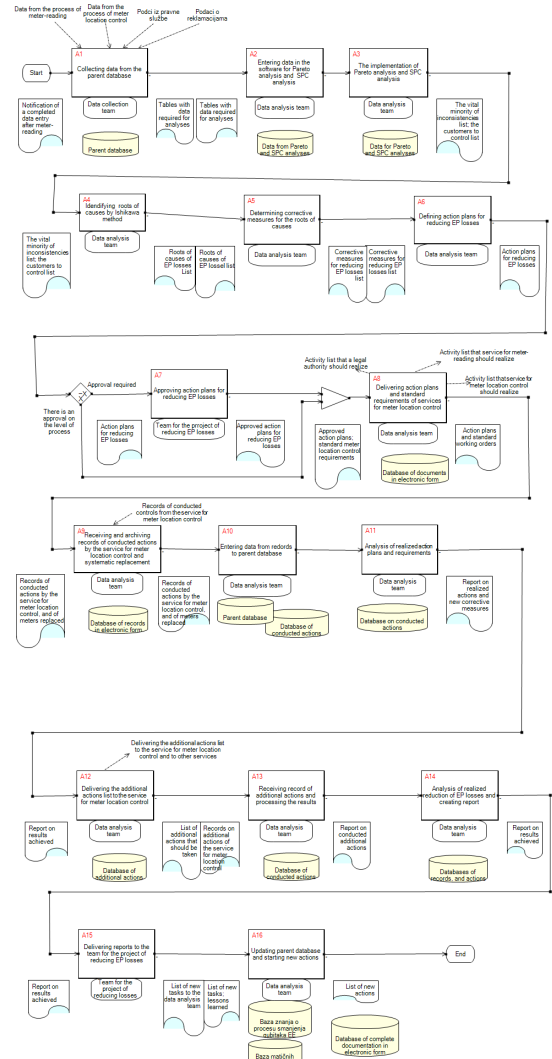 Data from the process of
meter-reading
Data from
the process of meter
location control
Podci iz pravne
službe
Podaci o
reklamacijama
A1
Collecting data from the
parent database
Start
Data collection
team
Parent database
Notification of
a completed
data entry
after meter-
reading
Tables with
data
required for
analyses
A2
Entering data in the
software for Pareto
analysis and SPC
analysis
Tables with
data required
for analyses
Data analysis
team
Data from Pareto
and SPC analyses
A3
The implementation of
Pareto analysis and SPC
analysis
Data analysis
team
Data for Pareto
and SPC analyses
The vital
minority of
inconsistencies
list; the
customers to
control list
A4
Identifying roots of
causes by Ishikawa
method
Data analysis team
The vital
minority of
inconsistencies
list; the
customers to
control list
Roots of
causes of
EP losses
List
A5
Determining corrective
measures for the roots of
causes
Data analysis team
Roots of
causes of
EP lossel list
Corrective
measures
for reducing
EP losses
list
A6
Defining action plans for
reducing EP losses
Data analysis team
Corrective
measures for
reducing EP
losses list
Action plans
for reducing
EP losses
X
Approval required
There is an
approval on
the level of
process
A7
Approving action plans for
reducing EP losses
Team for the project of
reducing EP losses
Action plans
for reducing
EP losses
Approved action
plans for
reducing EP
losses
Activity list that a legal
authority should realize
Activity list that service for meter-
reading should realize
Activity list that service for
meter location control
should realize
A8
Delivering action plans
and standard
requirements of services
for meter location control
Data analysis team
Database of documents
in electronic form
Approved
action plans;
standard meter
location control
requirements
Action plans
and standard
working orders
Records of conducted
controls from the service for
meter location control
A9
Receiving and archiving
records of conducted actions
by the service for meter
location control and
systematic replacement
Data analysis
team
Database of records
in electronic form
Records of
conducted
actions by the
service for meter
location
control, and of
meters replaced
Records of
conducted
actions by the
service for meter
location control,
and of meters
replaced
A10
Entering data from redords
to parent database
Data analysis team
Parent database
Database of
conducted actions
A11
Analysis of realized action
plans and requirements
Data analysis
team
Database on conducted
actions
Report on
realized
actions and
new corrective
measures
Delivering the additional actions list
to the service for meter location
control and to other services
A12
Delivering the additional
actions list to the service
for meter location control
Data analysis
team
Database of
additional actions
Report on
results
achieved
List of
additional
actions that
should be
taken
A13
Receiving record of
additional actions and
processing the results
Records on
additional
actions of
the service
for meter
location
control
Data analysis
team
Database of
conducted actions
Report on
conducted
additional
actions
A14
Analysis of realized
reduction of EP losses and
creating report
Data analysis
team
Databases of
records, and actions
Report on
results
achieved
A15
Delivering reports to the
team for the project of
reducing EP losses
Team for the
project of
reducing losses
Report on
results
achieved
List of new
tasks to the
data analysis
team
A16
Updating parent database
and starting new actions
End
List of new
tasks;
lessons
learned
Data analysis
team
Baza znanja o
procesu smanjenja
gubitaka EE
Baza matičnih
List of new
actions
Database of complete
documentation in
electronic form